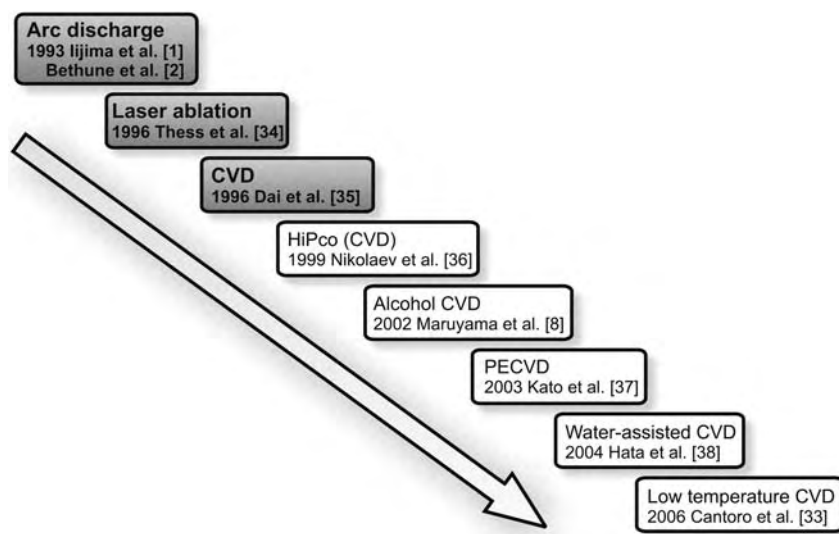 Arc discharge
1993 Iijima et al. [1]
Bethune et al. [2]
Laser ablation
1996 Thess et al. [34]
CVD
1996 Dai et al. [35]
HiPco (CVD)
1999 Nikolaev et al. [36]
Alcohol CVD
2002 Maruyama et al. [8]
PECVD
2003 Kato et al. [37]
Water-assisted CVD
2004 Hata et al. [38]
Low temperature CVD
2006 Cantoro et al. [33]